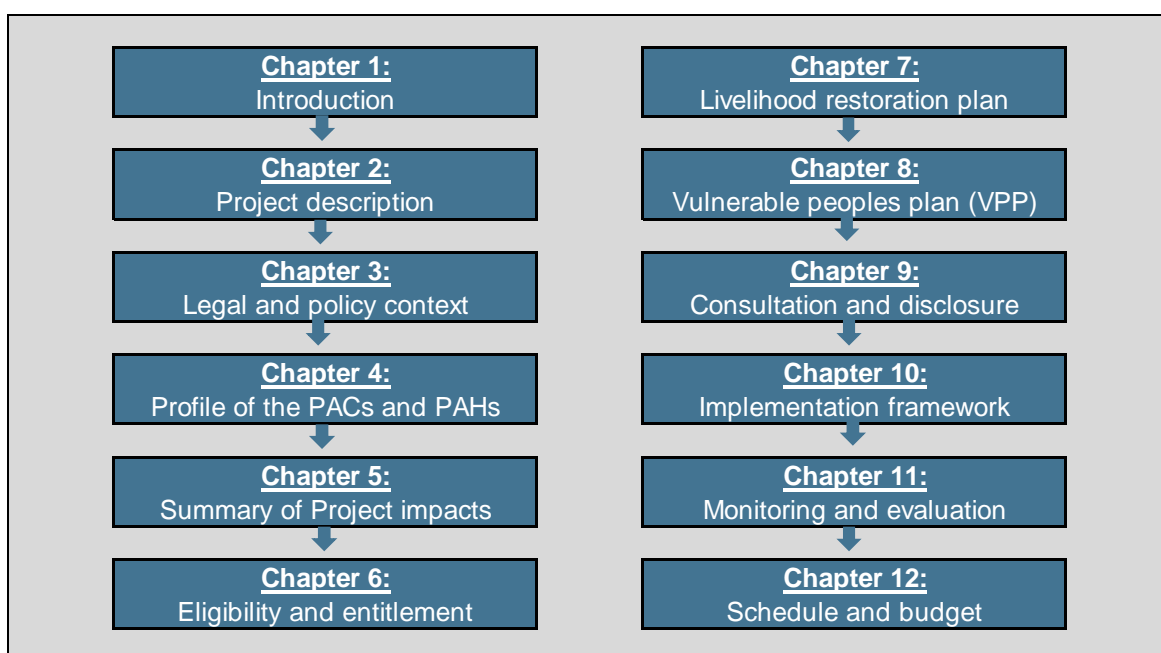 Chapter 1:
Introduction
Chapter 2:
Project description
Chapter 3:
Legal and policy context
Chapter 4:
Profile of the PACs and PAHs
Chapter 5:
Summary of Project impacts
Chapter 6:
Eligibility and entitlement
Chapter 7:
Livelihood restoration plan
Chapter 8:
Vulnerable peoples plan (VPP)
Chapter 9:
Consultation and disclosure
Chapter 10:
Implementation framework
Chapter 11:
Monitoring and evaluation
Chapter 12:
Schedule and budget